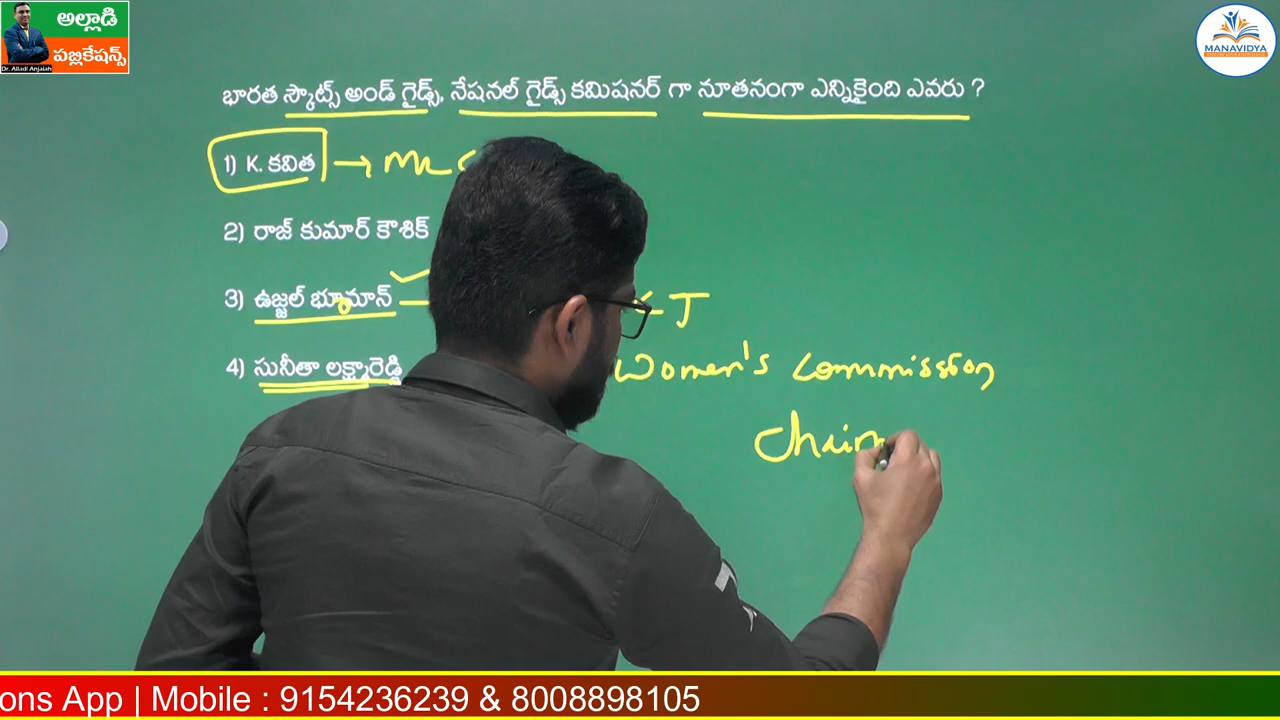 అల్లాడి
పబ్లికేషన్స్
Dr. Alladi Anjaiah
MANAVIDYA
భారత స్కౌట్స్ అండ్ గైడ్స్, నేషనల్ గైడ్స్ కమిషనర్ గా నూతనంగా ఎన్నికైంది ఎవరు ?
1) K. కవిత → MLC
2) రాజ్ కుమార్ కౌశిక్
3) ఉజ్జల్ భూమాన్
4) సునీతా లక్ష్మారెడ్డి women's commission
chair
ons App | Mobile : 9154236239 & 8008898105